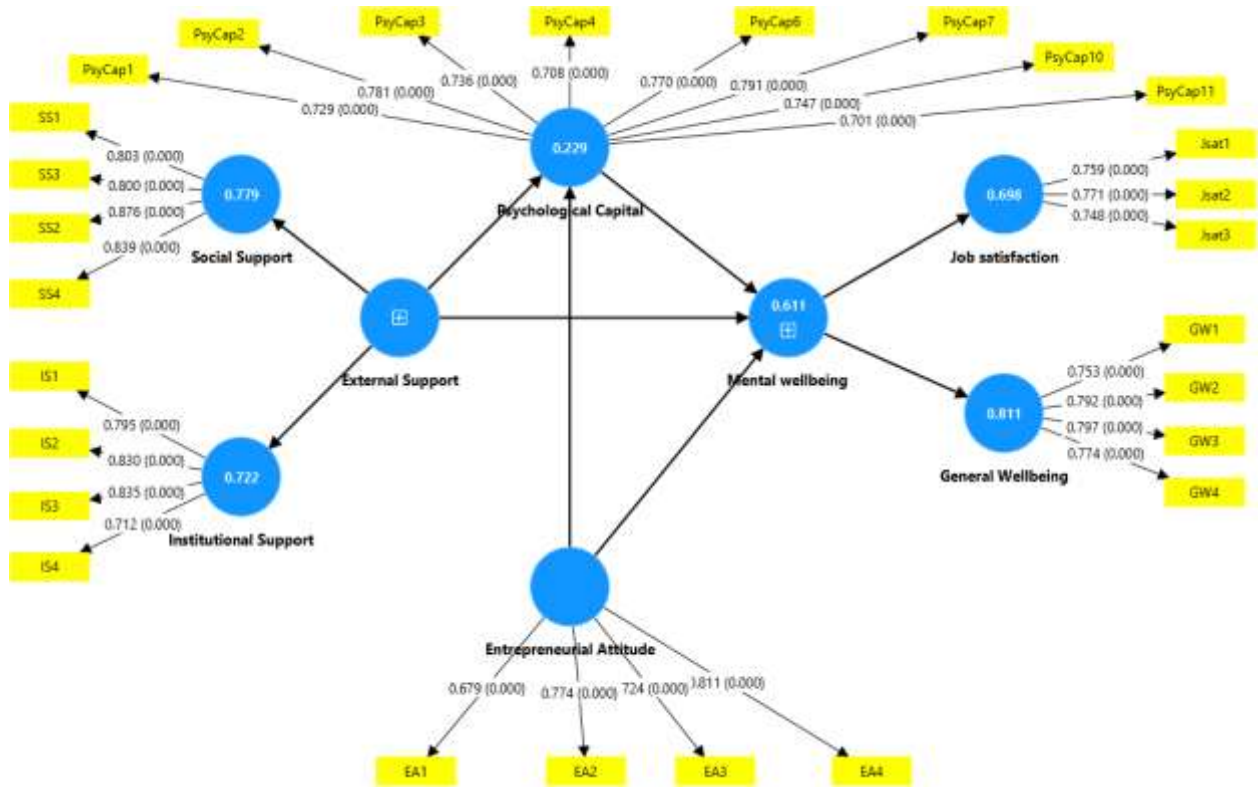 PsyCap1
PsyCap2
PsyCap3
PsyCap4
PsyCap6
PsyCap7
PsyCap10
PsyCap11
0.729 (0.000)
0.781 (0.000)
0.736 (0.000)
0.708 (0.000)
0.770 (0.000)
0.791 (0.000)
0.747 (0.000)
0.701 (0.000)
0.229
Psychological Capital
SS1
SS3
SS2
SS4
0.803 (0.000)
0.800 (0.000)
0.876 (0.000)
0.839 (0.000)
0.779
Social Support
External Support
IS1
IS2
IS3
IS4
0.795 (0.000)
0.830 (0.000)
0.835 (0.000)
0.712 (0.000)
0.722
Institutional Support
0.611
Mental wellbeing
0.698
Job satisfaction
0.759 (0.000)
0.771 (0.000)
0.748 (0.000)
Jsat1
Jsat2
Jsat3
0.811
General Wellbeing
0.753 (0.000)
0.792 (0.000)
0.797 (0.000)
0.774 (0.000)
GW1
GW2
GW3
GW4
Entrepreneurial Attitude
0.679 (0.000)
0.774 (0.000)
724 (0.000)
.811 (0.000)
EA1
EA2
EA3
EA4